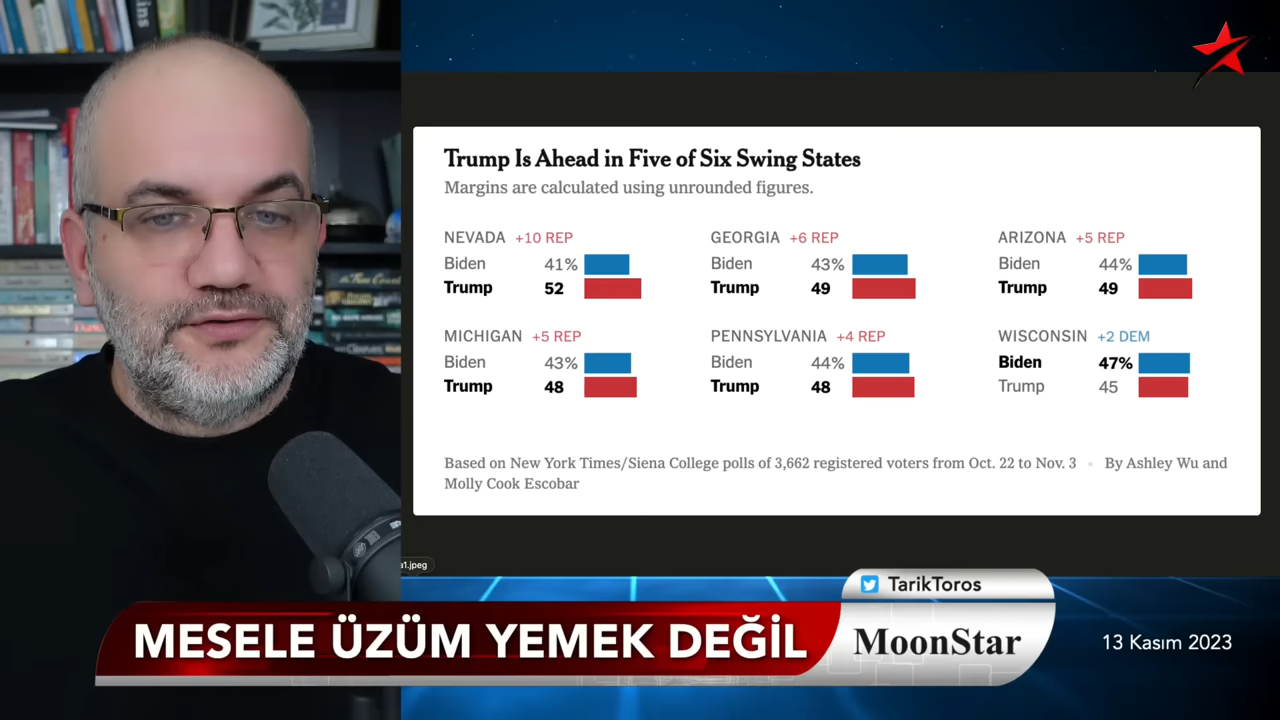 Trump Is Ahead in Five of Six Swing States
Margins are calculated using unrounded figures.
NEVADA +10 REP
Biden 41%
Trump 52
GEORGIA +6 REP
Biden 43%
Trump 49
ARIZONA +5 REP
Biden 44%
Trump 49
MICHIGAN +5 REP
Biden 43%
Trump 48
PENNSYLVANIA +4 REP
Biden 44%
Trump 48
WISCONSIN +2 DEM
Biden 47%
Trump 45
Based on New York Times/Siena College polls of 3,662 registered voters from Oct. 22 to Nov. 3 • By Ashley Wu and
Molly Cook Escobar
a1.jpeg
TarikToros
MESELE ÜZÜM YEMEK DEĞİL
MoonStar
13 Kasım 2023